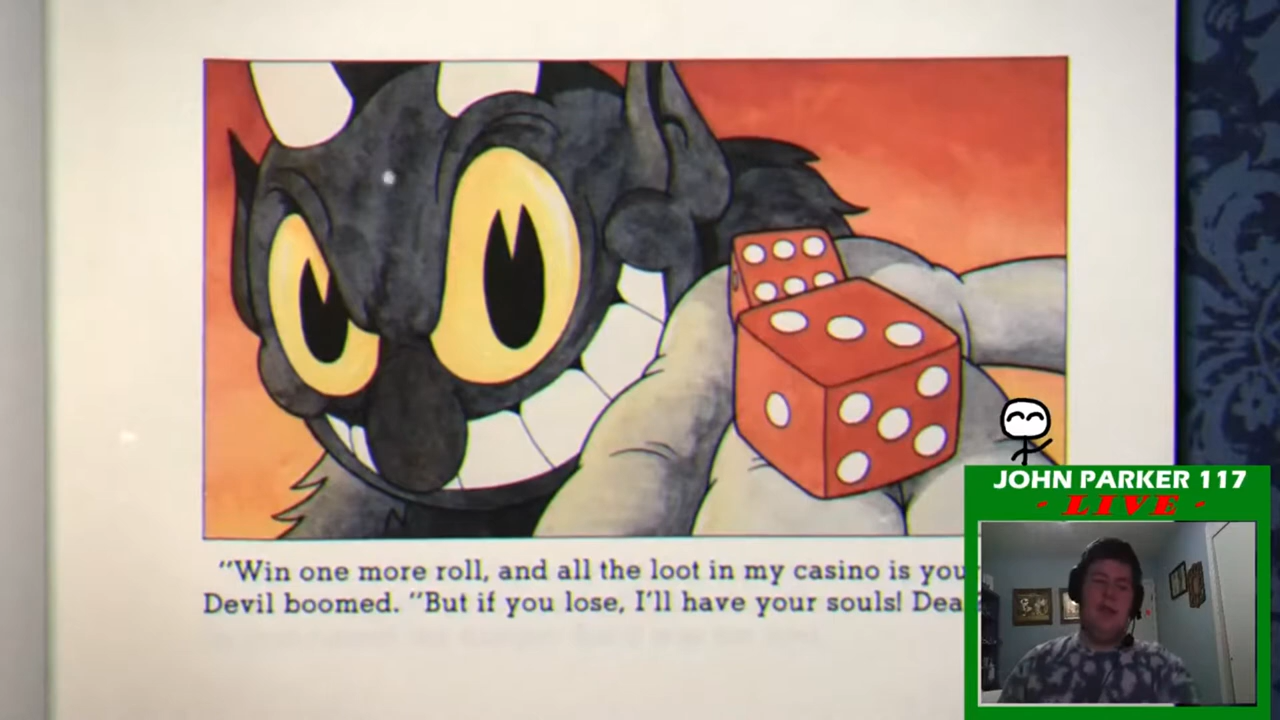 "Win one more roll, and all the loot in my casino is you
Devil boomed. "But if you lose, I'll have your souls! Dea
JOHN PARKER 117
- LIVE -